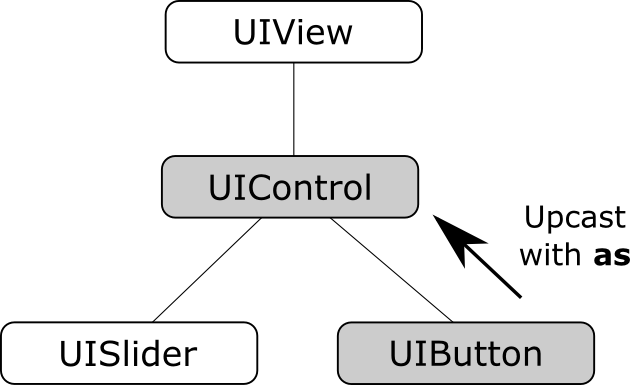 UIView
UIControl
Upcast
with as
UISlider
UIButton